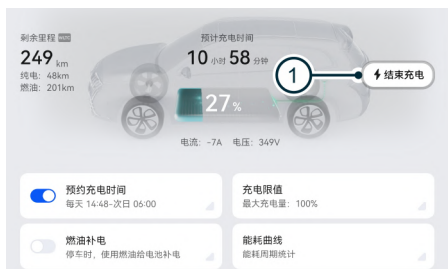 剩余里程 WLTC
249 km
纯电: 48km
燃油: 201km
预计充电时间
10 小时 58 分钟
1
结束充电
27%
电流: -7A 电压: 349V
预约充电时间
每天 14:48-次日 06:00
充电限值
最大充电量: 100%
燃油补电
停车时，使用燃油给电池补电
能耗曲线
能耗周期统计